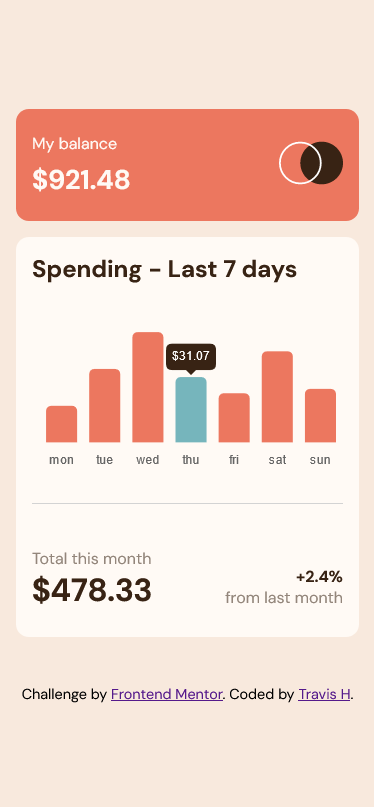 My balance
$921.48
Spending - Last 7 days
$31.07
mon tue wed thu fri sat sun
Total this month
$478.33
+2.4%
from last month
Challenge by Frontend Mentor. Coded by Travis H.